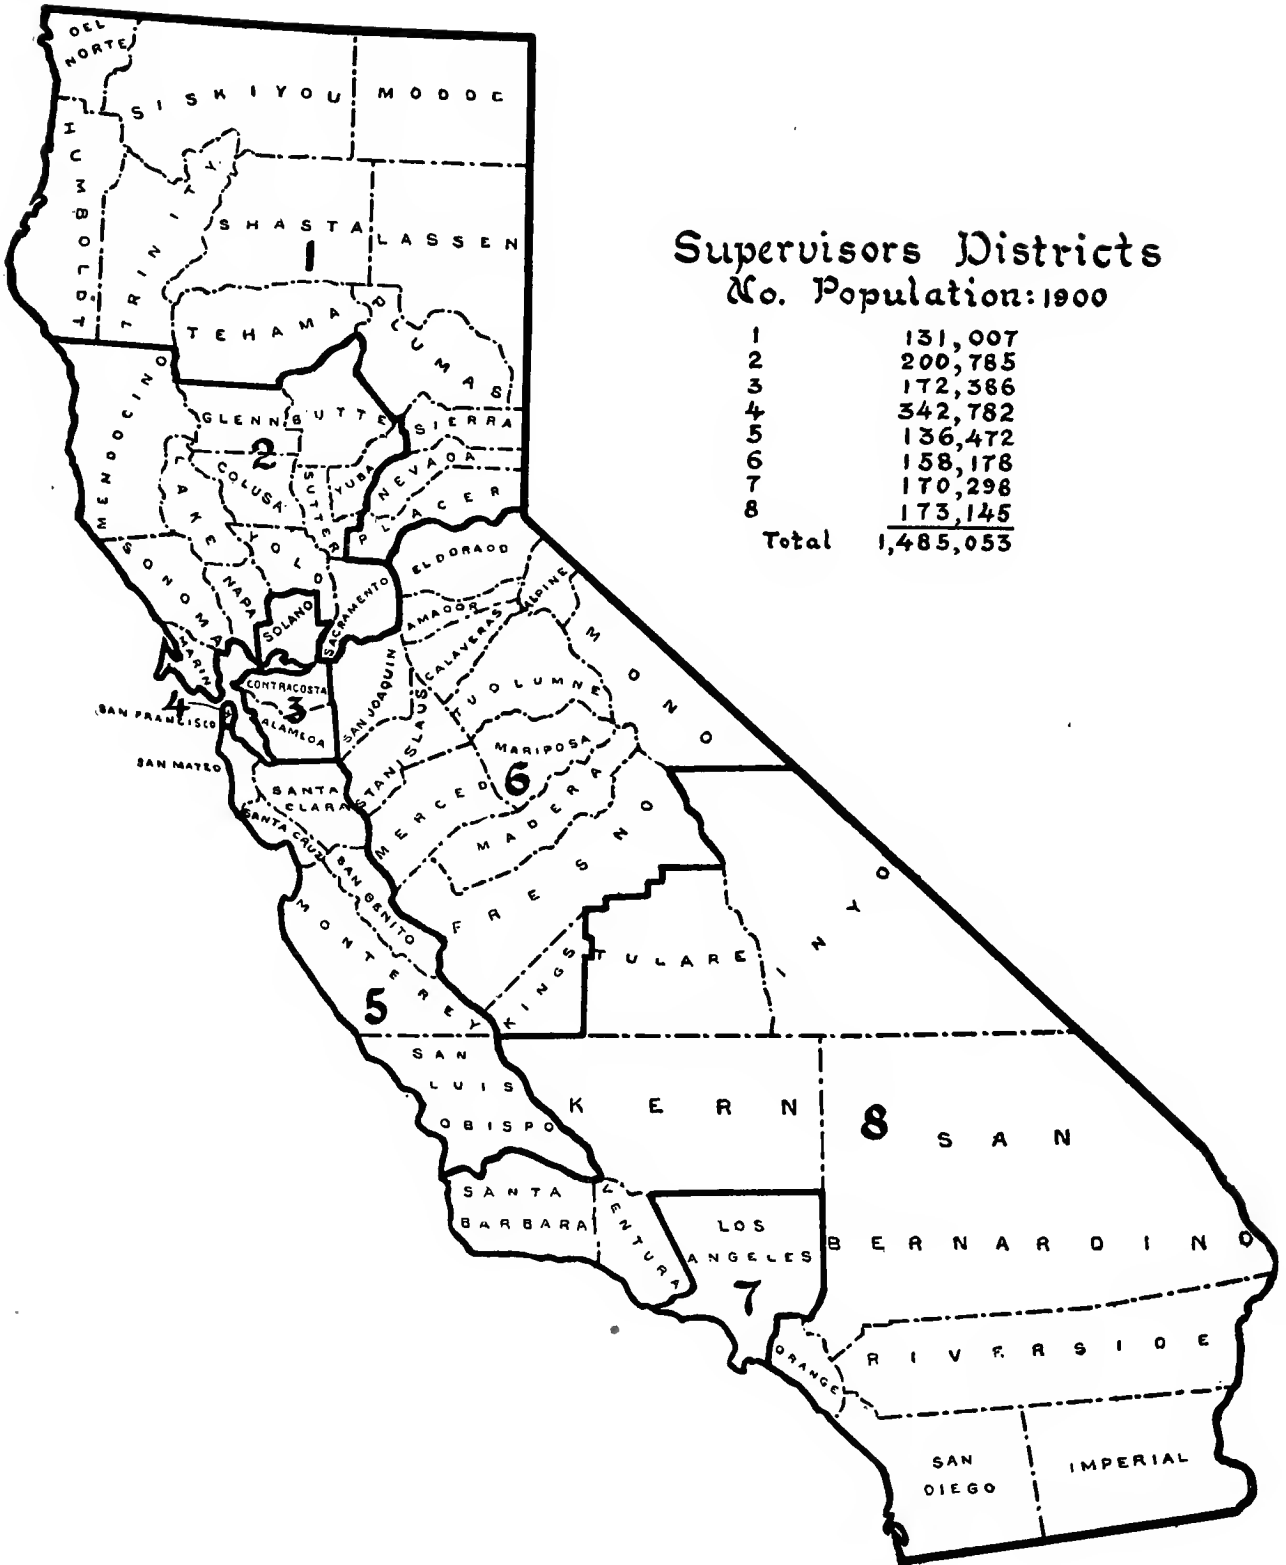 DEL
NORTE
SISKIYOU
MODOC
HUMBOLDT
TRINITY
SHASTA
LASSEN
1
TEHAMA
PLUMAS
Supervisors Districts
No. Population: 1900
1 131,007
2 200,785
3 172,386
4 342,782
5 136,472
6 158,178
7 170,298
8 173,145
Total 1,485,053
MENDOCINO
GLENN
BUTTE
SIERRA
2
COLUSA
LAKE
SUTTER
YUBA
NEVADA
PLACER
SONOMA
NAPA
YOLO
EL DORAOD
SOLANO
SACRAMENTO
AMADOR
ALPINE
CALAVERAS
MONO
MARIN
CONTRACOSTA
3
ALAMEDA
4
SAN FRANCISCO
SAN JOAQUIN
TUOLUMNE
STANISLAUS
MARIPOSA
6
SAN MATEO
SANTA
CLARA
SANTA CRUZ
MERCED
MADERA
FRESNO
SAN BENITO
MONTEREY
INYO
KINGS
TULARE
5
SAN
LUIS
OBISPO
KERN
8
SAN
BERNARDINO
SANTA
BARBARA
VENTURA
LOS
ANGELES
7
ORANGE
RIVERSIDE
SAN
DIEGO
IMPERIAL